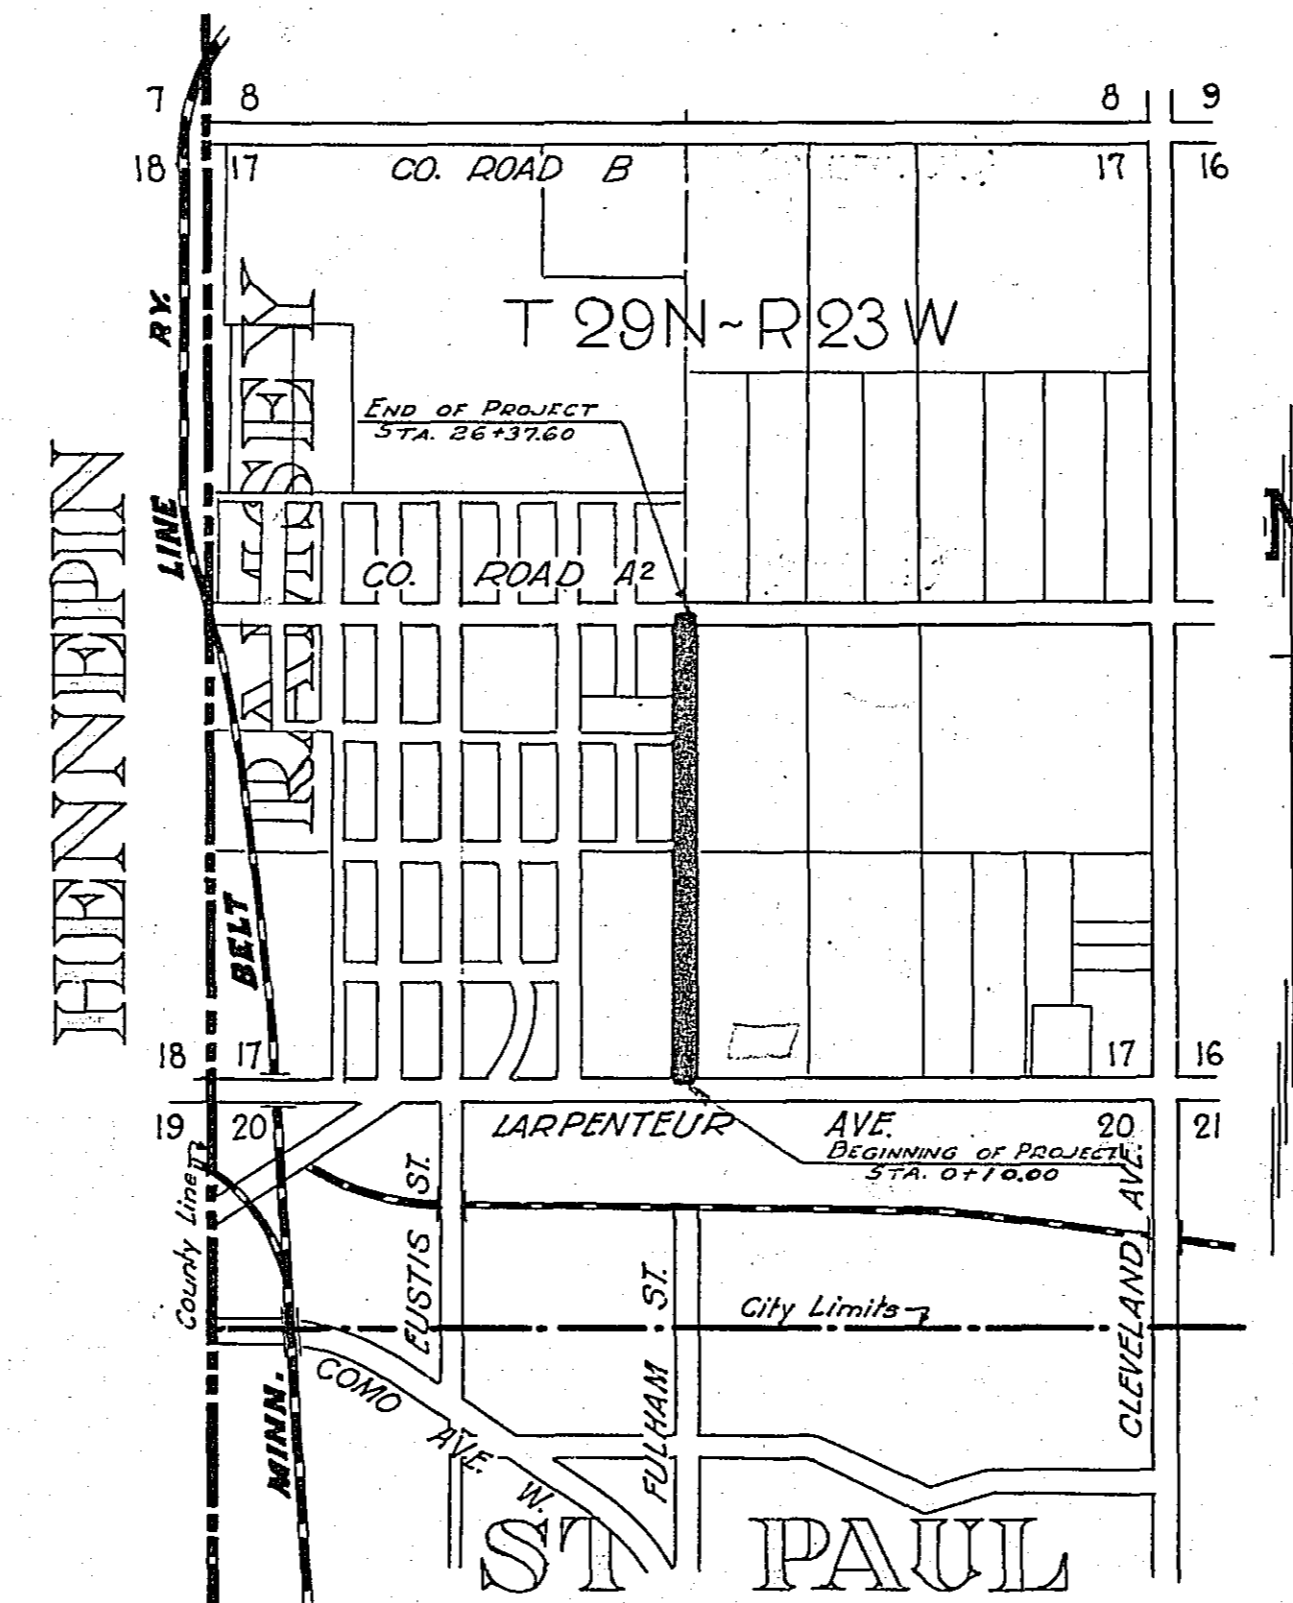 7 8 8 9
18 17 17 16
CO. ROAD B
T 29N ~ R 23 W
RY.
LINE
BELT
MINN.
HENNEPIN
RAMSEY
END OF PROJECT
STA. 26+37.60
CO. ROAD A2
18 17 17 16
19 20 20 21
LARPENTEUR AVE.
BEGINNING OF PROJECT
STA. 0+10.00
County Line
EUSTIS ST.
FULHAM ST.
CLEVELAND AVE.
City Limits
COMO AVE. W.
ST PAUL